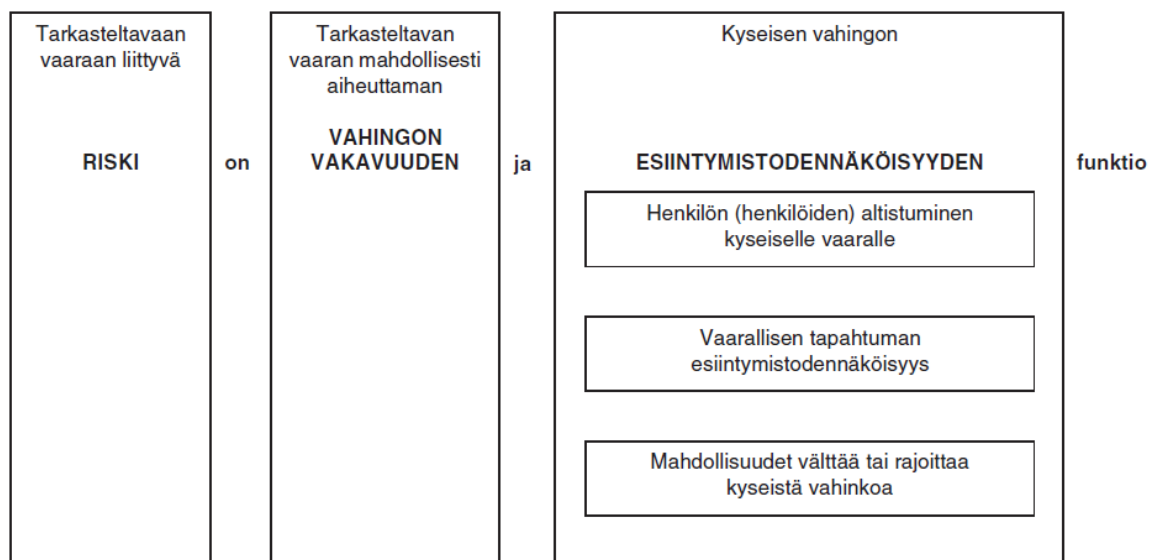 Tarkasteltavaan
vaaraan liittyvä
RISKI
on
Tarkasteltavan
vaaran mahdollisesti
aiheuttaman
VAHINGON
VAKAVUUDEN
ja
Kyseisen vahingon
ESIINTYMISTODENNÄKÖISYYDEN
Henkilön (henkilöiden) altistuminen
kyseiselle vaaralle
Vaarallisen tapahtuman
esiintymistodennäköisyys
Mahdollisuudet välttää tai rajoittaa
kyseistä vahinkoa
funktio